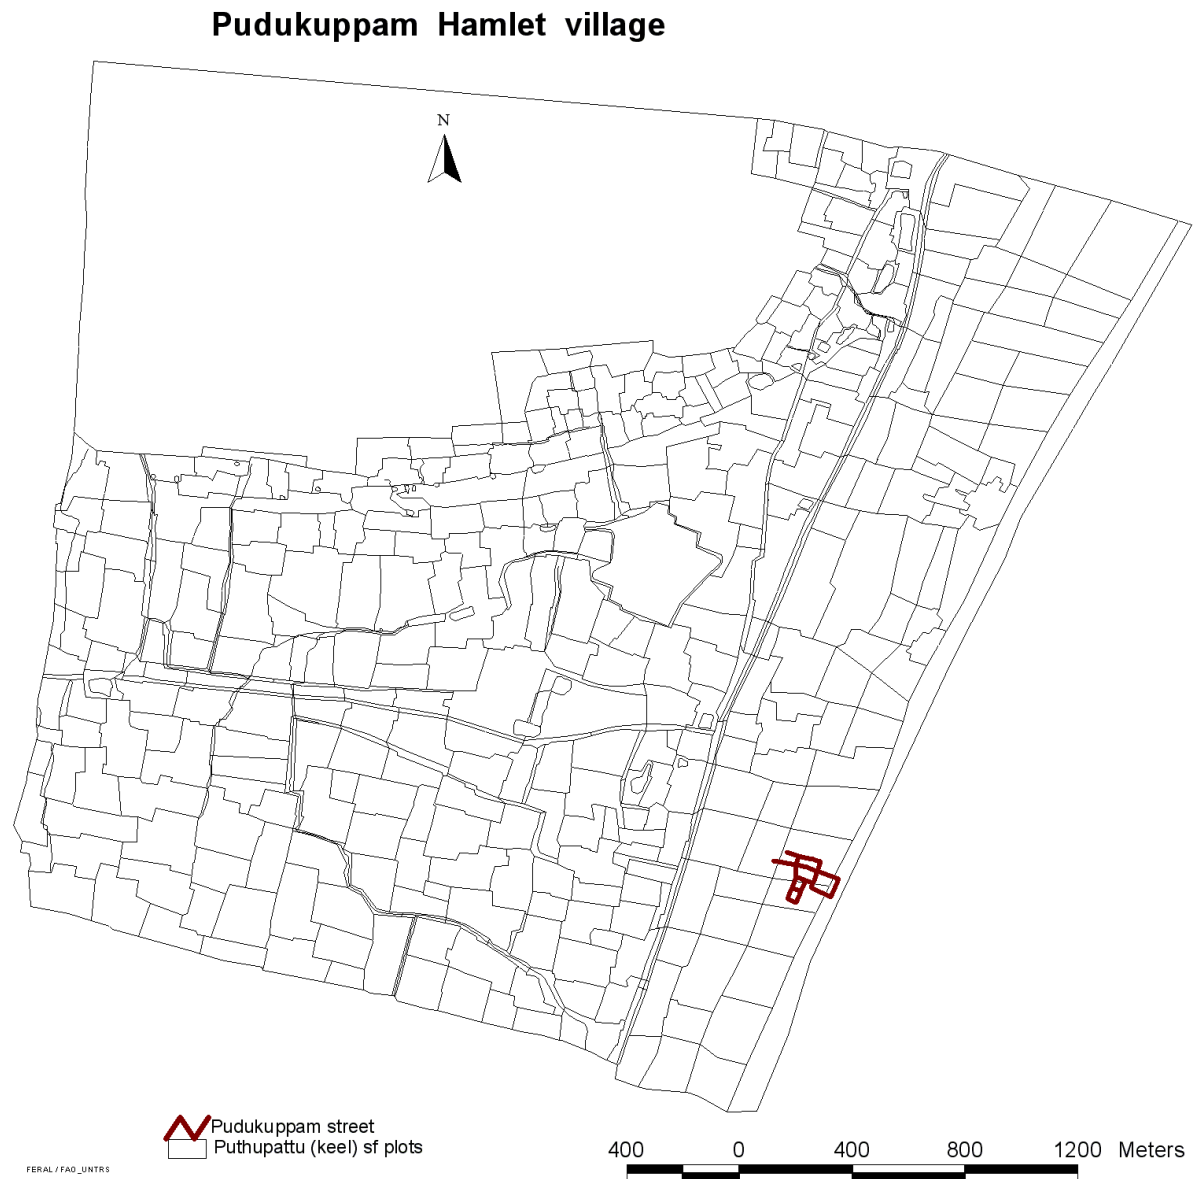 Pudukuppam Hamlet village
N
Pudukuppam street
Puthupattu (keel) sf plots
FERAL / FAO_UNTRS
400 0 400 800 1200 Meters